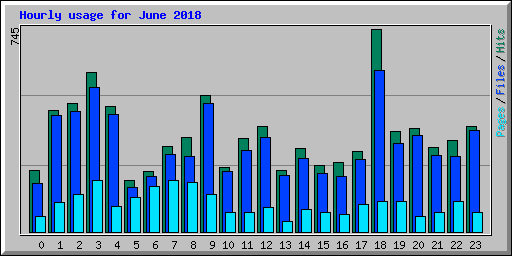 Hourly usage for June 2018
745
Pages / Files / Hits
0 1 2 3 4 5 6 7 8 9 10 11 12 13 14 15 16 17 18 19 20 21 22 23